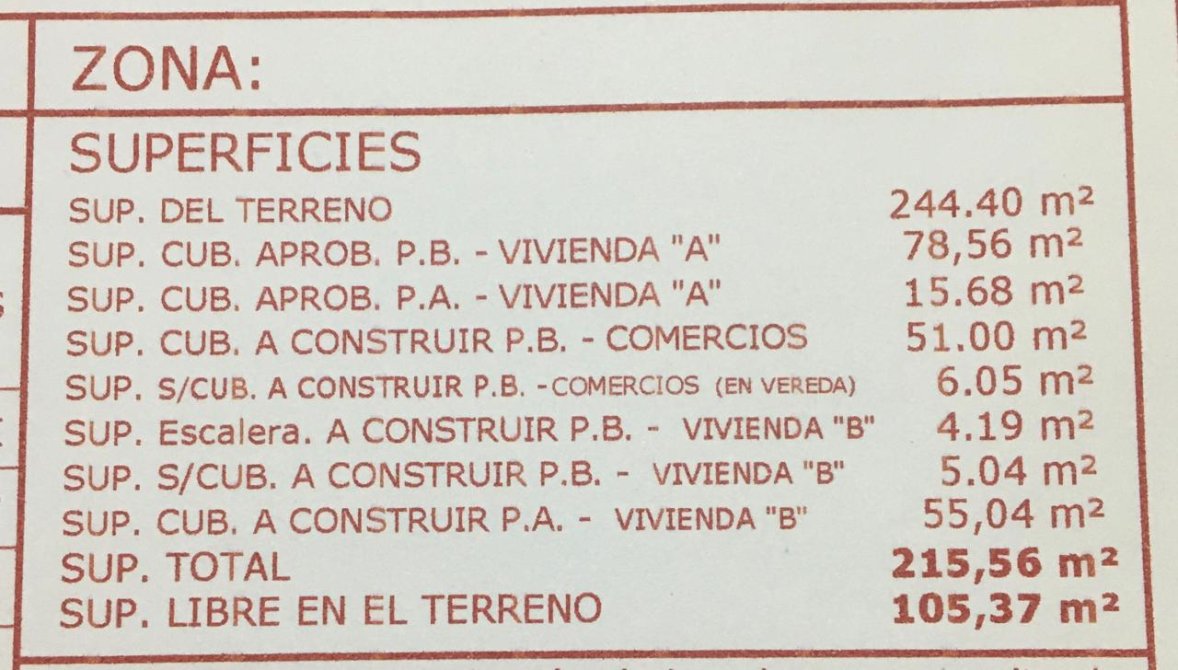 ZONA:
SUPERFICIES
SUP. DEL TERRENO 244.40 m²
SUP. CUB. APROB. P.B. - VIVIENDA "A" 78,56 m²
SUP. CUB. APROB. P.A. - VIVIENDA "A" 15.68 m²
SUP. CUB. A CONSTRUIR P.B. - COMERCIOS 51.00 m²
SUP. S/CUB. A CONSTRUIR P.B. -COMERCIOS (EN VEREDA) 6.05 m²
SUP. Escalera. A CONSTRUIR P.B. - VIVIENDA "B" 4.19 m²
SUP. S/CUB. A CONSTRUIR P.B. - VIVIENDA "B" 5.04 m²
SUP. CUB. A CONSTRUIR P.A. - VIVIENDA "B" 55,04 m²
SUP. TOTAL 215,56 m²
SUP. LIBRE EN EL TERRENO 105,37 m²